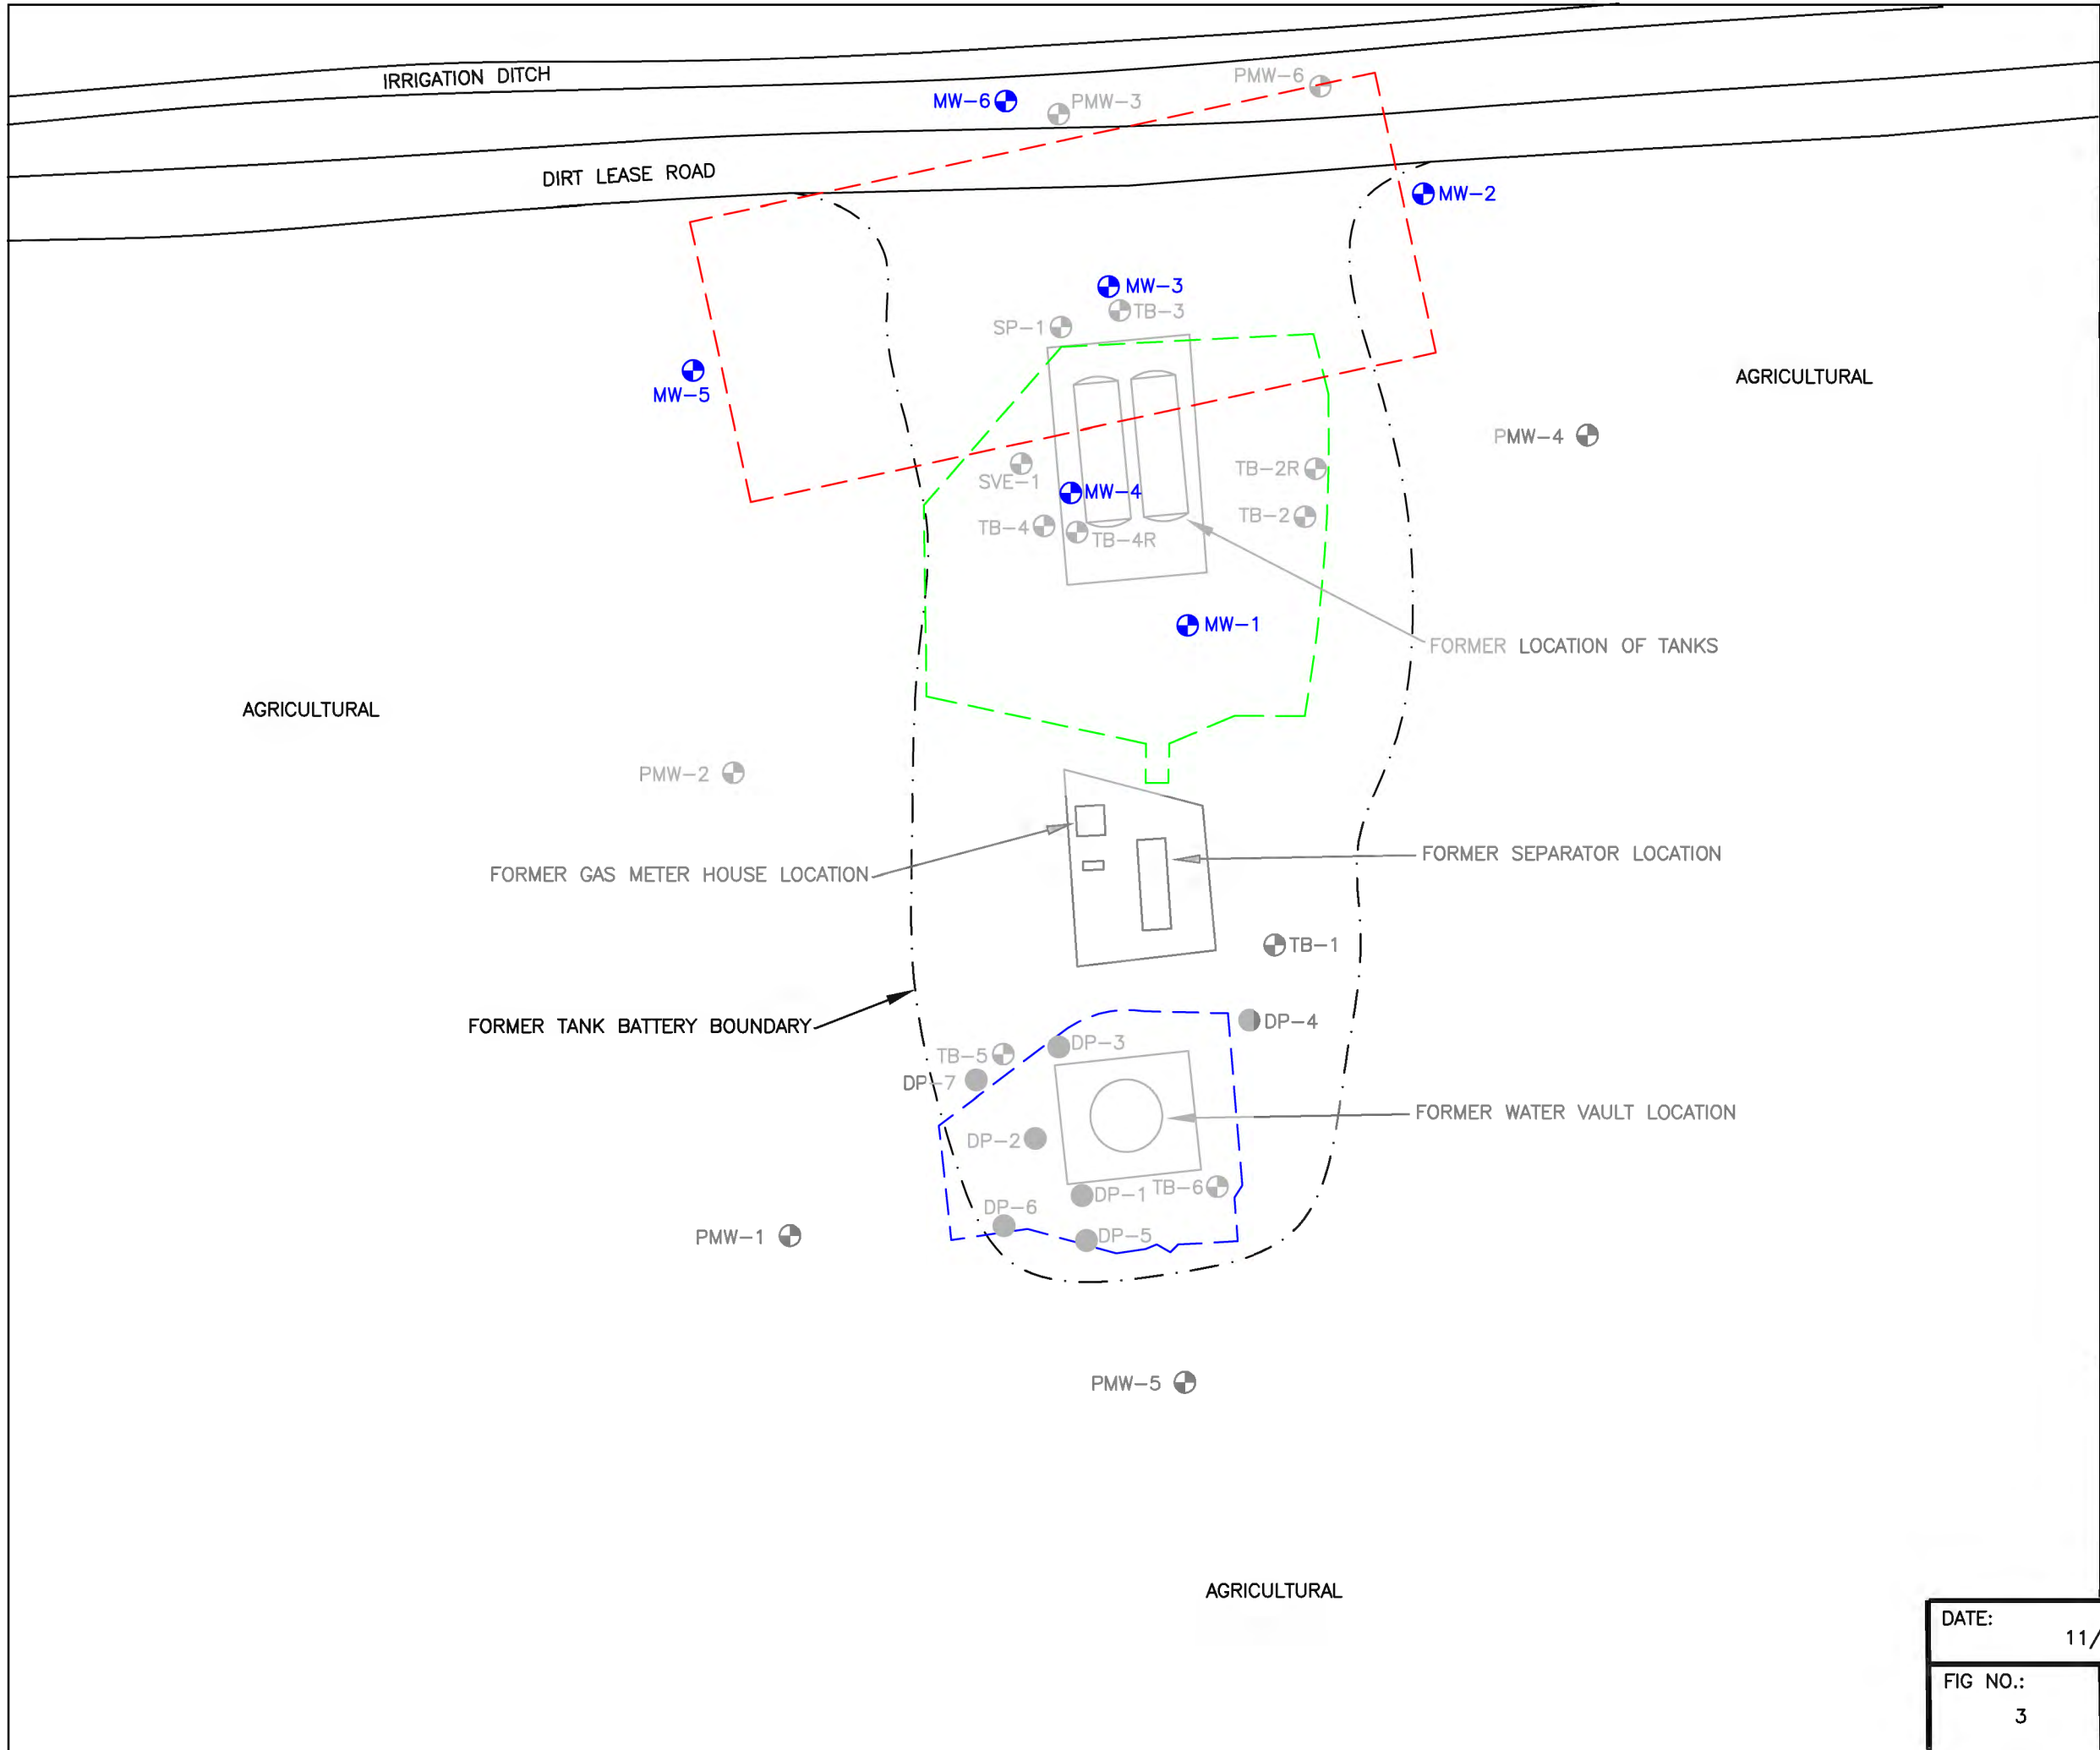 IRRIGATION DITCH
PMW-6
MW-6
PMW-3
DIRT LEASE ROAD
MW-2
MW-3
TB-3
SP-1
MW-5
AGRICULTURAL
PMW-4
SVE-1
TB-2R
MW-4
TB-2
TB-4
TB-4R
MW-1
FORMER LOCATION OF TANKS
AGRICULTURAL
PMW-2
FORMER GAS METER HOUSE LOCATION
FORMER SEPARATOR LOCATION
TB-1
FORMER TANK BATTERY BOUNDARY
DP-4
DP-3
TB-5
DP-7
FORMER WATER VAULT LOCATION
DP-2
DP-1
TB-6
DP-6
DP-5
PMW-1
PMW-5
AGRICULTURAL
DATE:
11/
FIG NO.:
3